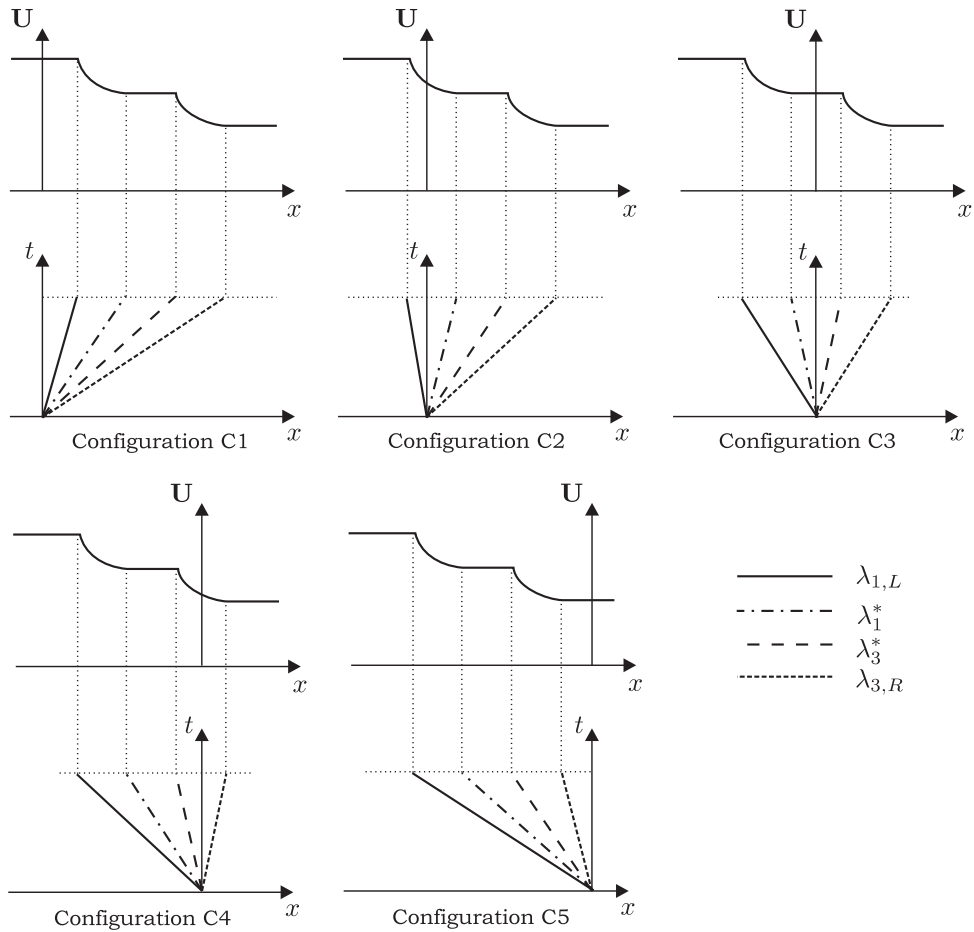 U U U
x x x
t t t
x x x
Configuration C1 Configuration C2 Configuration C3
U U
λ1,L
λ1*
λ3*
λ3,R
x x
t t
x x
Configuration C4 Configuration C5